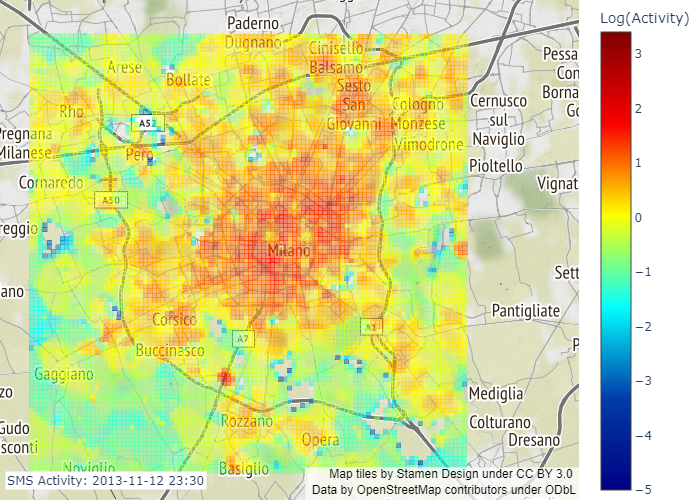 Log(Activity)
3
2
1
0
−1
−2
−3
−4
−5
Paderno
Dugnano
Cinisello
Balsamo
Arese
Bollate
Sesto
San
Giovanni
Rho
A52
Cologno
Monzese
Vimodrone
Cernusco
sul
Naviglio
Pessa
Con
Borna
Go
Pregnana
Milanese
Pero
Pioltello
Cornaredo
A50
Vignat
reggio
Milano
ano
Sett
Pantigliate
Corsico
A7
A1
P
Buccinasco
Gaggiano
zo
Mediglia
Rozzano
Colturano
Gudo
sconti
Opera
Dresano
Noviglio
Basiglio
SMS Activity: 2013-11-12 23:30
Map tiles by Stamen Design under CC BY 3.0
Data by OpenStreetMap contributors under ODbL